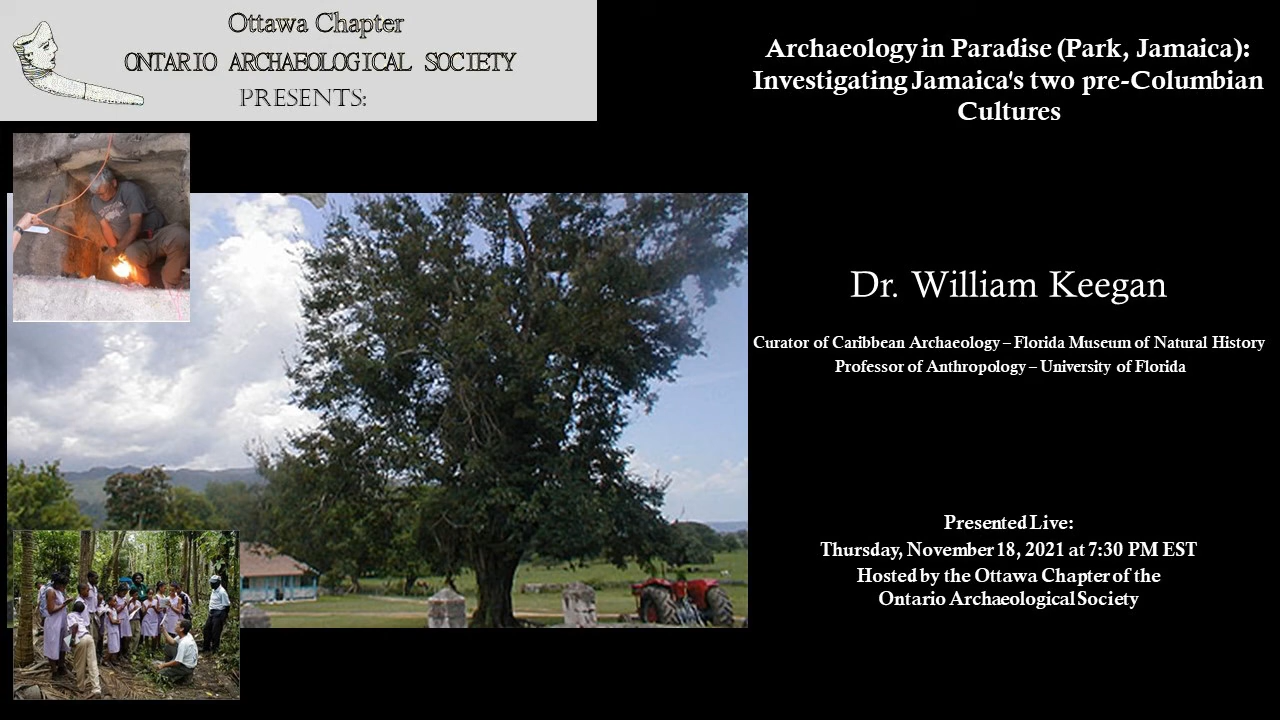 Ottawa Chapter
ONTARIO ARCHAEOLOGICAL SOCIETY
PRESENTS:
Archaeology in Paradise (Park, Jamaica):
Investigating Jamaica's two pre-Columbian
Cultures
Dr. William Keegan
Curator of Caribbean Archaeology – Florida Museum of Natural History
Professor of Anthropology – University of Florida
Presented Live:
Thursday, November 18, 2021 at 7:30 PM EST
Hosted by the Ottawa Chapter of the
Ontario Archaeological Society